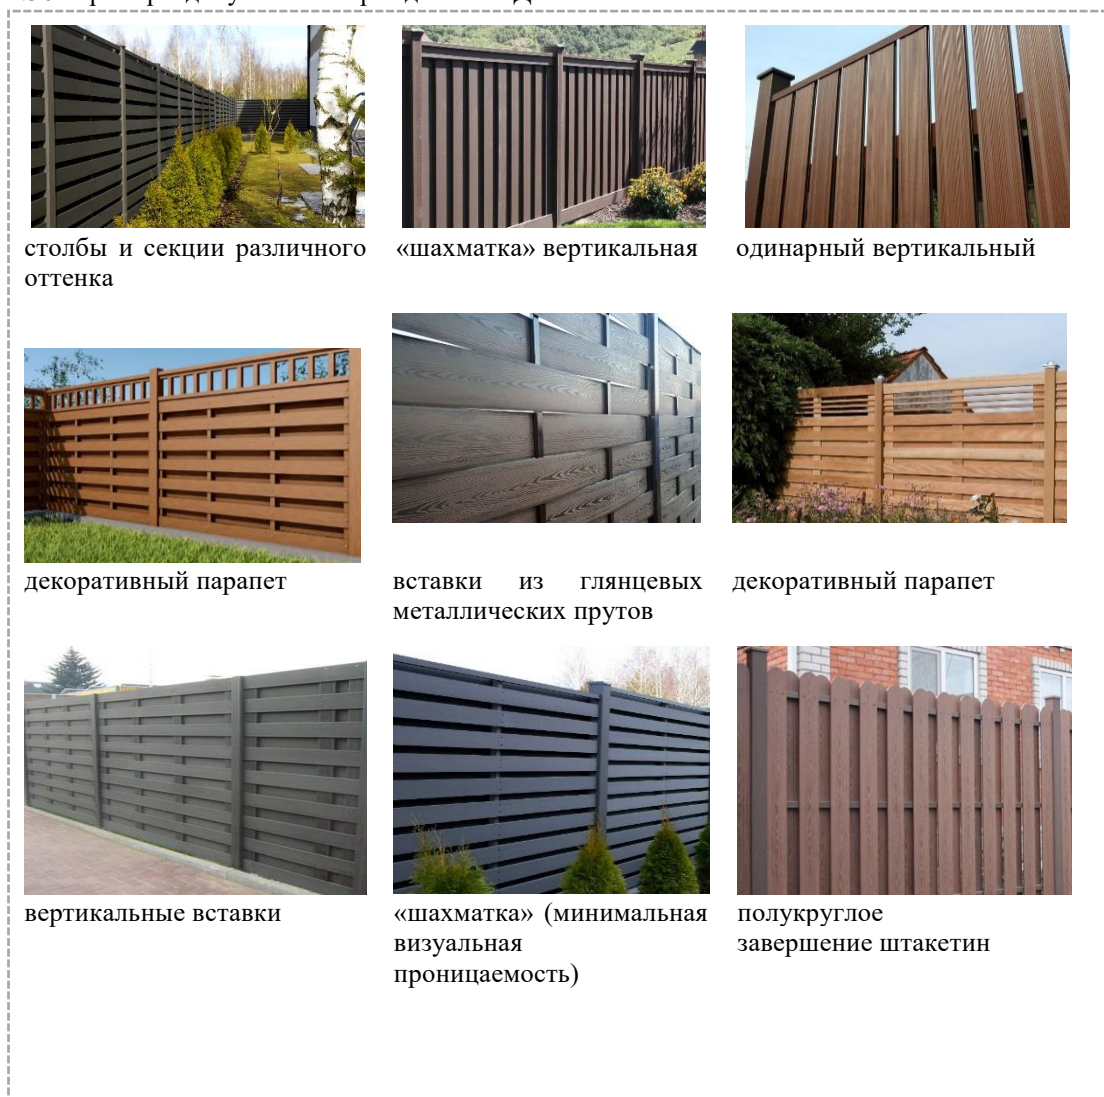 столбы и секции различного
оттенка
«шахматка» вертикальная
одинарный вертикальный
декоративный парапет
вставки из глянцевых
металлических прутов
декоративный парапет
вертикальные вставки
«шахматка» (минимальная
визуальная
проницаемость)
полукруглое
завершение штакетин